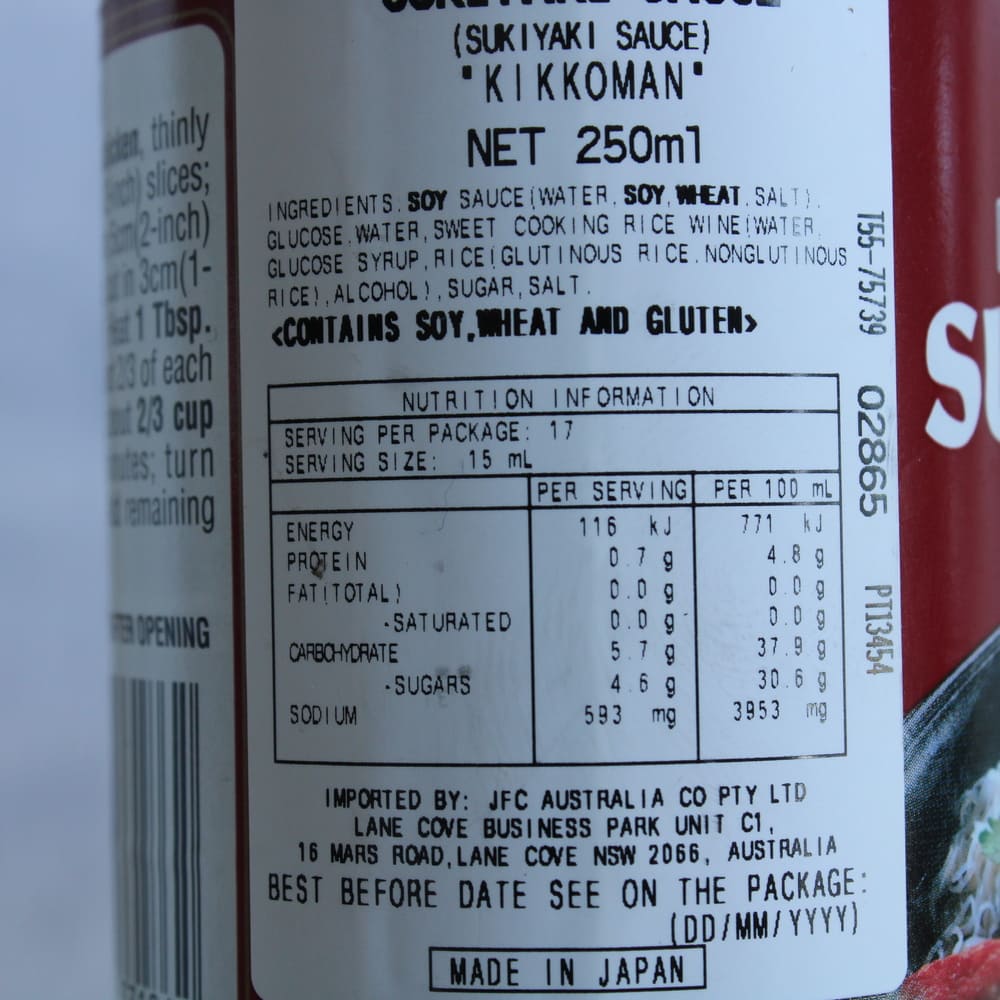 (SUKIYAKI SAUCE)
"KIKKOMAN"
NET 250ml
INGREDIENTS. SOY SAUCE(WATER, SOY, WHEAT, SALT),
GLUCOSE, WATER, SWEET COOKING RICE WINE(WATER,
GLUCOSE SYRUP, RICE(GLUTINOUS RICE, NONGLUTINOUS
RICE), ALCOHOL), SUGAR, SALT.
<CONTAINS SOY, WHEAT AND GLUTEN>
NUTRITION INFORMATION
SERVING PER PACKAGE: 17
SERVING SIZE: 15 mL
PER SERVING PER 100 mL
ENERGY 116 kJ 771 kJ
PROTEIN 0.7 g 4.8 g
FAT(TOTAL) 0.0 g 0.0 g
-SATURATED 0.0 g 0.0 g
CARBOHYDRATE 5.7 g 37.9 g
-SUGARS 4.6 g 30.6 g
SODIUM 593 mg 3953 mg
IMPORTED BY: JFC AUSTRALIA CO PTY LTD
LANE COVE BUSINESS PARK UNIT C1,
16 MARS ROAD, LANE COVE NSW 2066, AUSTRALIA
BEST BEFORE DATE SEE ON THE PACKAGE:
(DD/MM/YYYY)
MADE IN JAPAN
T55-75739 02865 PT13454
thinly
slices;
(2-inch)
in 3cm(1-
1 Tbsp.
2/3 of each
2/3 cup
turn
remaining
OPENING
SU